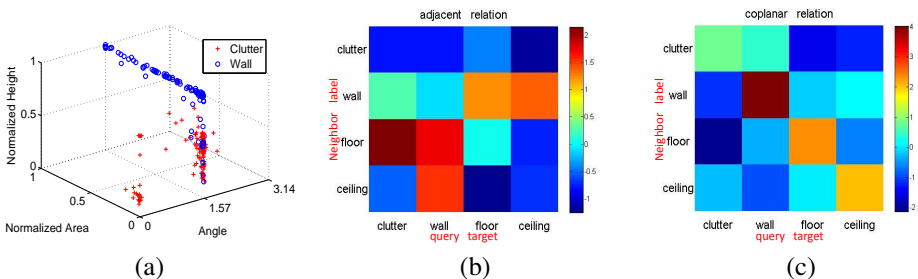 Normalized Height
1
0.5
0
1
0.5
0
Normalized Area
0
1.57
3.14
Angle
Clutter
Wall
(a)
adjacent relation
Neighbor label
clutter
wall
floor
ceiling
clutter wall floor ceiling
query target
2
1.5
1
0.5
0
-0.5
-1
(b)
coplanar relation
Neighbor label
clutter
wall
floor
ceiling
clutter wall floor ceiling
query target
4
3
2
1
0
-1
-2
(c)